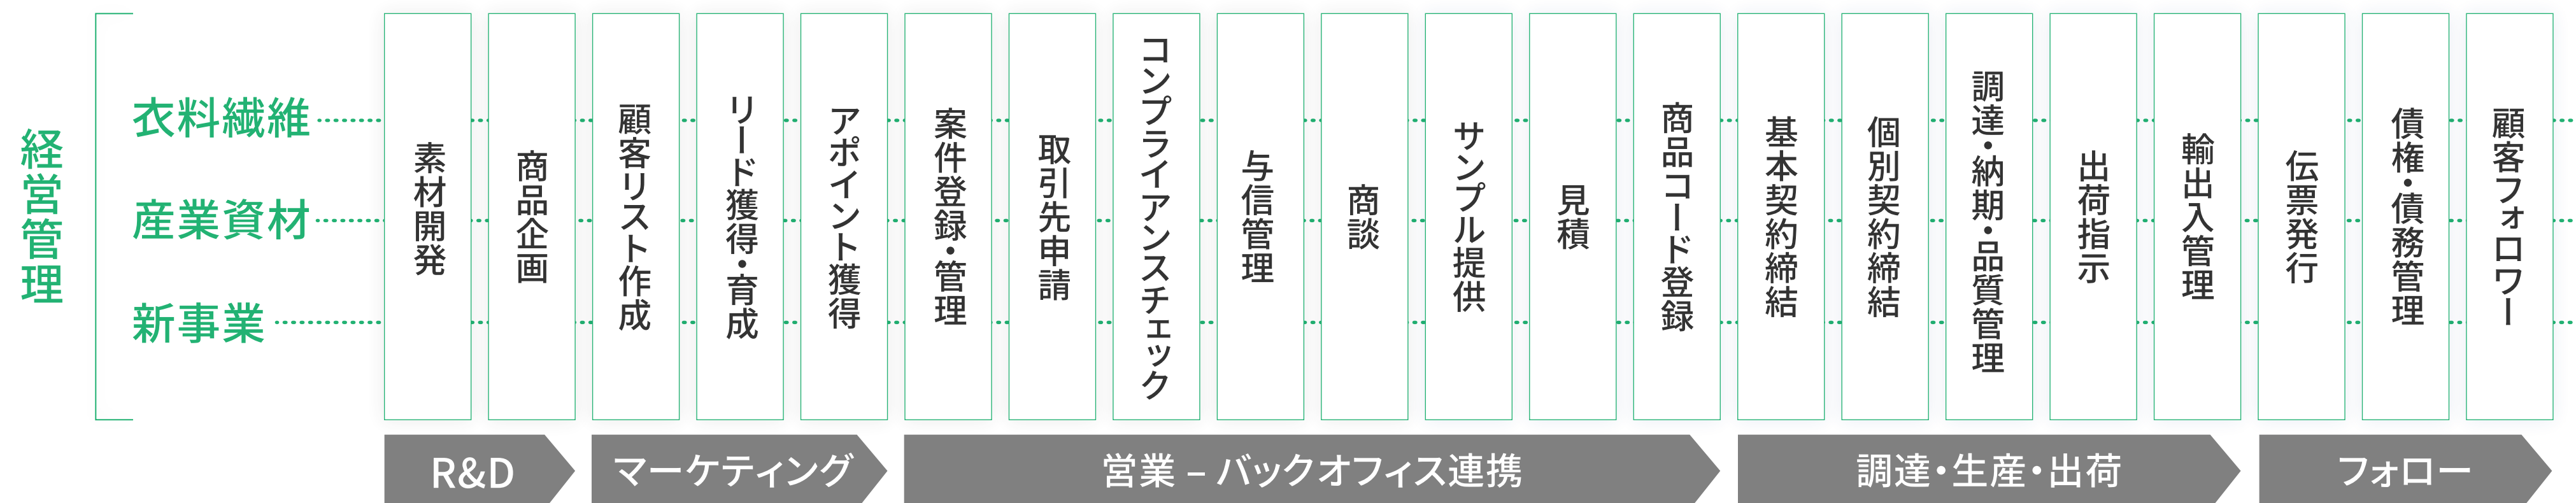 経営管理
衣料繊維
産業資材
新事業
素材開発
商品企画
顧客リスト作成
リード獲得・育成
アポイント獲得
案件登録・管理
取引先申請
コンプライアンスチェック
与信管理
商談
サンプル提供
見積
商品コード登録
基本契約締結
個別契約締結
調達・納期・品質管理
出荷指示
輸出入管理
伝票発行
債権・債務管理
顧客フォロワー
R&D
マーケティング
営業 – バックオフィス連携
調達・生産・出荷
フォロー